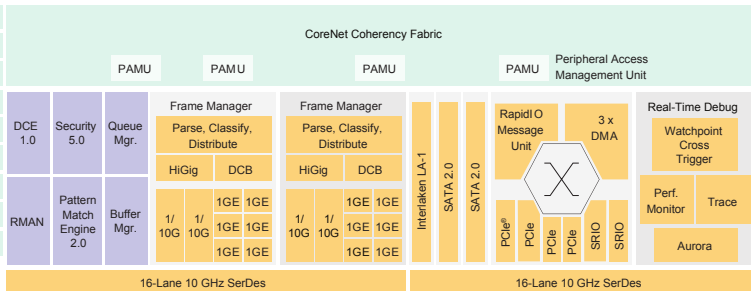 CoreNet Coherency Fabric
PAMU
PAMU
PAMU
PAMU
Peripheral Access
Management Unit
DCE
1.0
Security
5.0
Queue
Mgr.
RMAN
Pattern
Match
Engine
2.0
Buffer
Mgr.
Frame Manager
Parse, Classify,
Distribute
HiGig
DCB
1/
10G
1/
10G
1GE
1GE
1GE
1GE
1GE
1GE
Frame Manager
Parse, Classify,
Distribute
HiGig
DCB
1/
10G
1/
10G
1GE
1GE
1GE
1GE
1GE
1GE
Interlaken LA-1
SATA 2.0
SATA 2.0
RapidIO
Message
Unit
3 x
DMA
PCIe®
PCIe
PCIe
PCIe
SRIO
SRIO
Real-Time Debug
Watchpoint
Cross
Trigger
Perf.
Monitor
Trace
Aurora
16-Lane 10 GHz SerDes
16-Lane 10 GHz SerDes